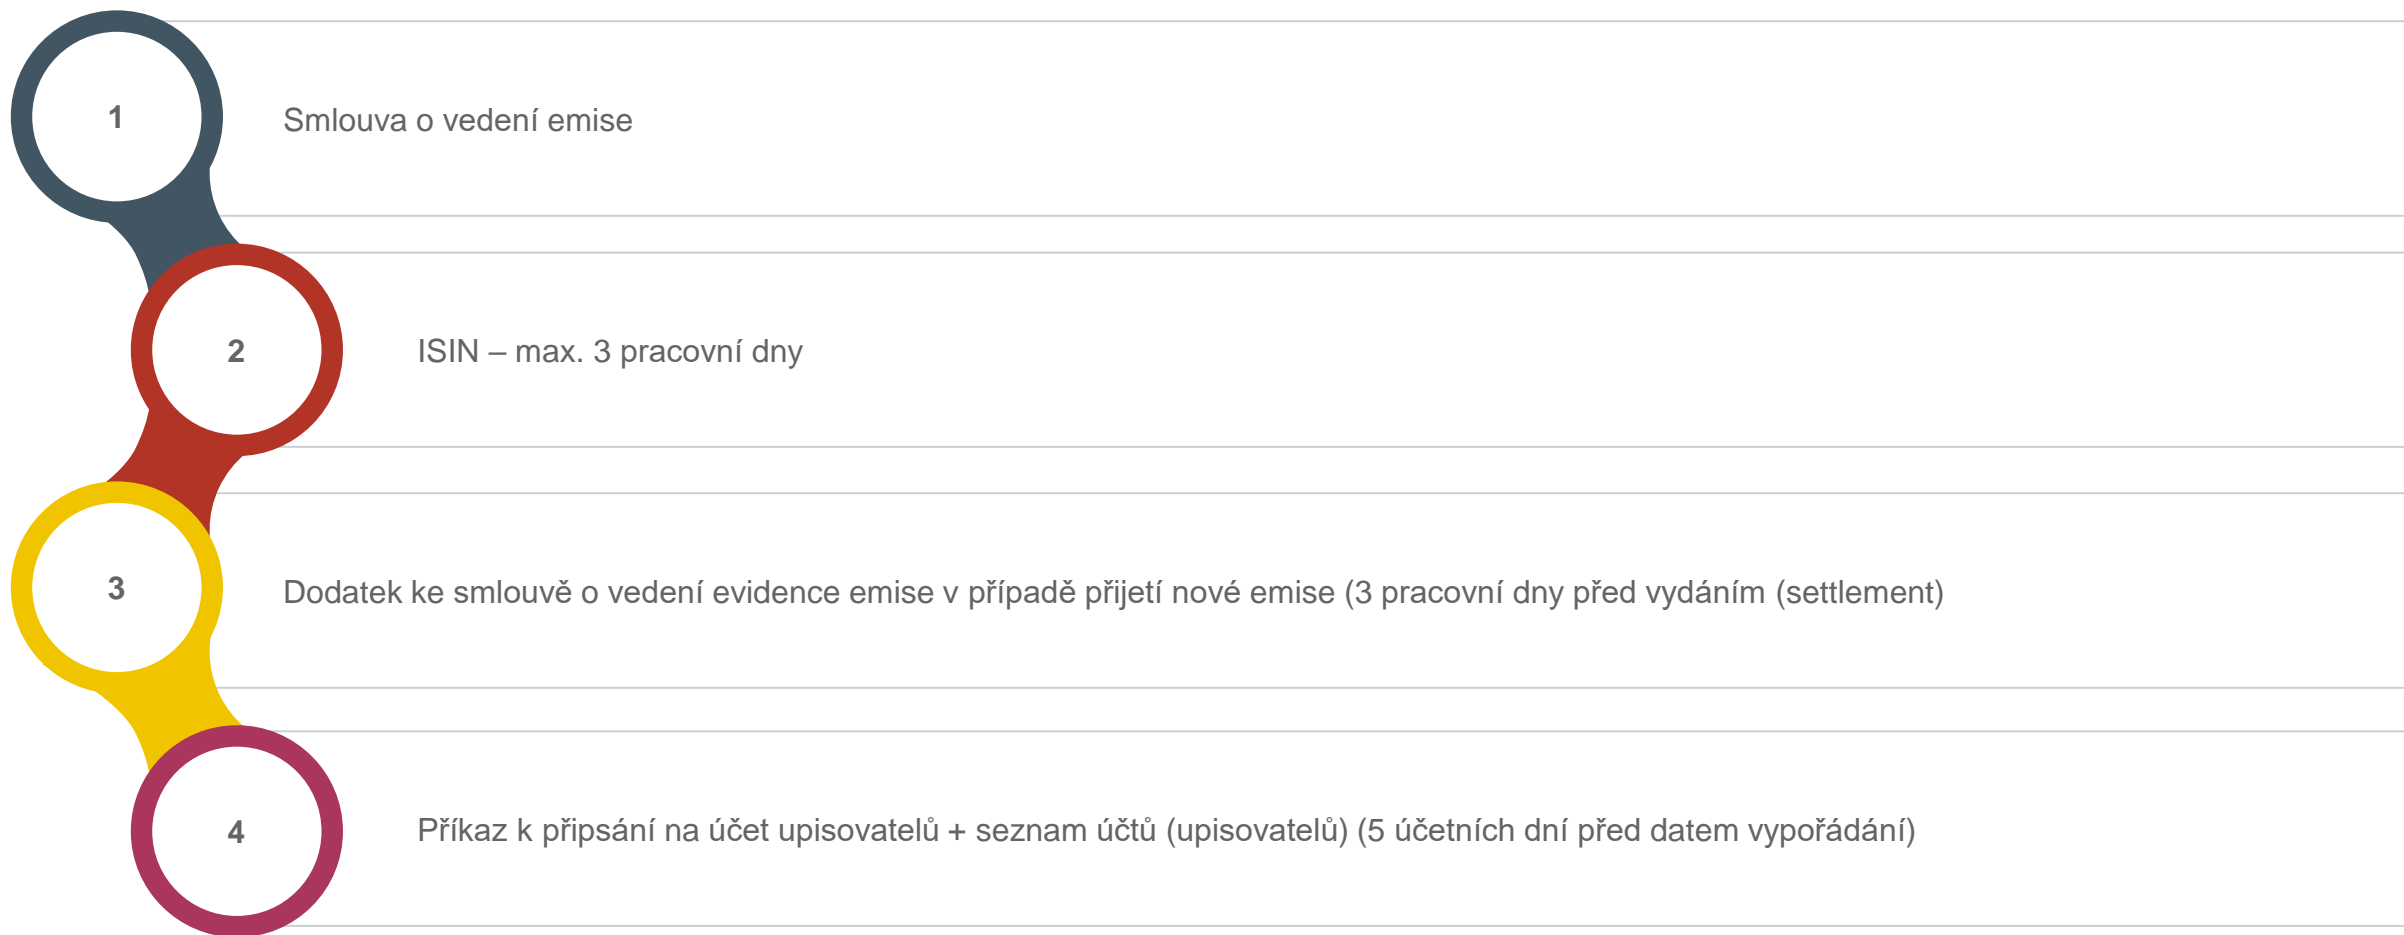 1
Smlouva o vedení emise
2
ISIN – max. 3 pracovní dny
3
Dodatek ke smlouvě o vedení evidence emise v případě přijetí nové emise (3 pracovní dny před vydáním (settlement)
4
Příkaz k připsání na účet upisovatelů + seznam účtů (upisovatelů) (5 účetních dní před datem vypořádání)